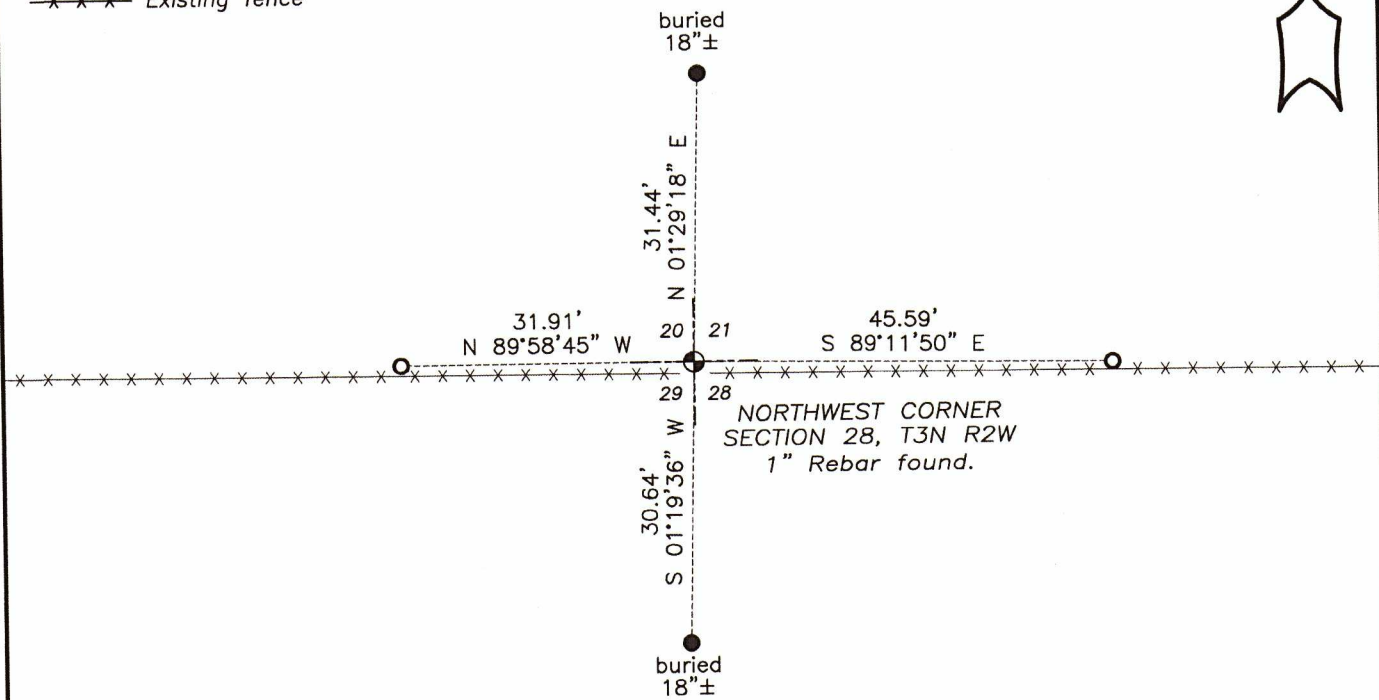 Existing fence
buried
18"±
31.44'
N 01°29'18" E
31.91'
N 89°58'45" W
20 21
45.59'
S 89°11'50" E
29 28
NORTHWEST CORNER
SECTION 28, T3N R2W
1" Rebar found.
30.64'
S 01°19'36" W
buried
18"±